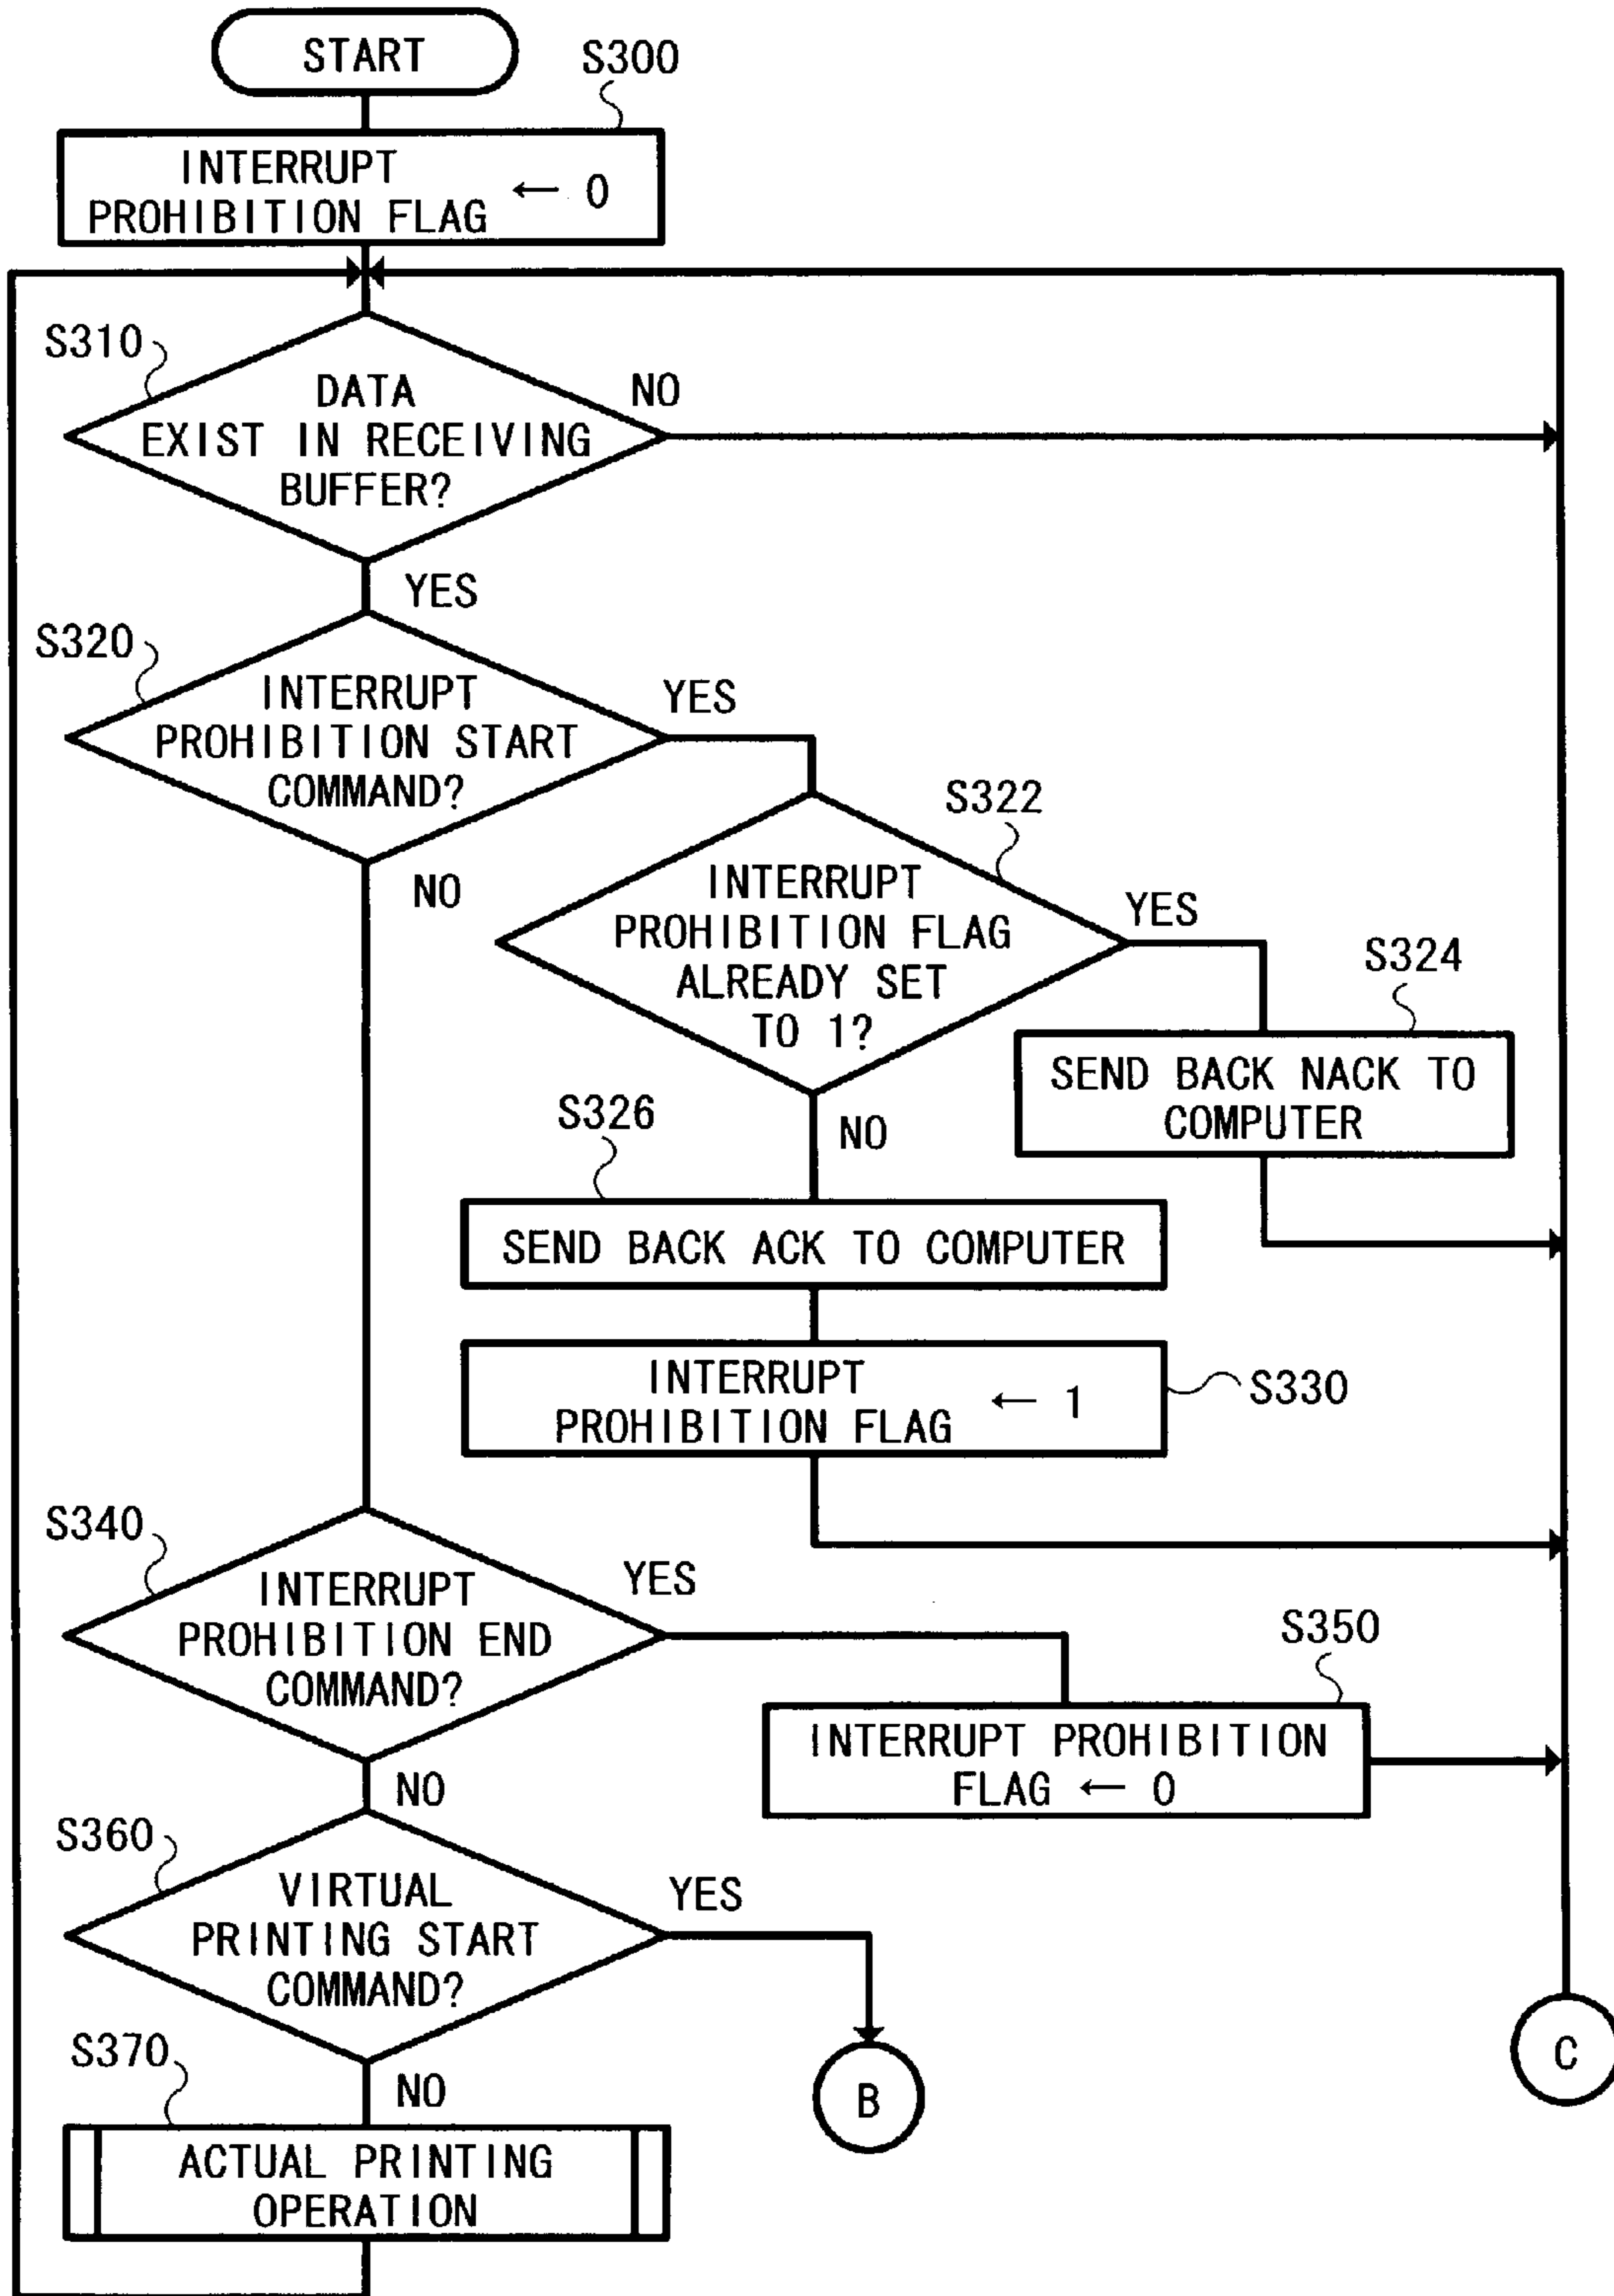 START
S300
INTERRUPT
PROHIBITION FLAG ← 0
S310
DATA
EXIST IN RECEIVING
BUFFER?
NO
YES
S320
INTERRUPT
PROHIBITION START
COMMAND?
YES
NO
S322
INTERRUPT
PROHIBITION FLAG
ALREADY SET
TO 1?
YES
S324
SEND BACK NACK TO
COMPUTER
NO
S326
SEND BACK ACK TO COMPUTER
INTERRUPT
PROHIBITION FLAG ← 1
S330
S340
INTERRUPT
PROHIBITION END
COMMAND?
YES
S350
INTERRUPT PROHIBITION
FLAG ← 0
NO
S360
VIRTUAL
PRINTING START
COMMAND?
YES
B
C
NO
S370
ACTUAL PRINTING
OPERATION